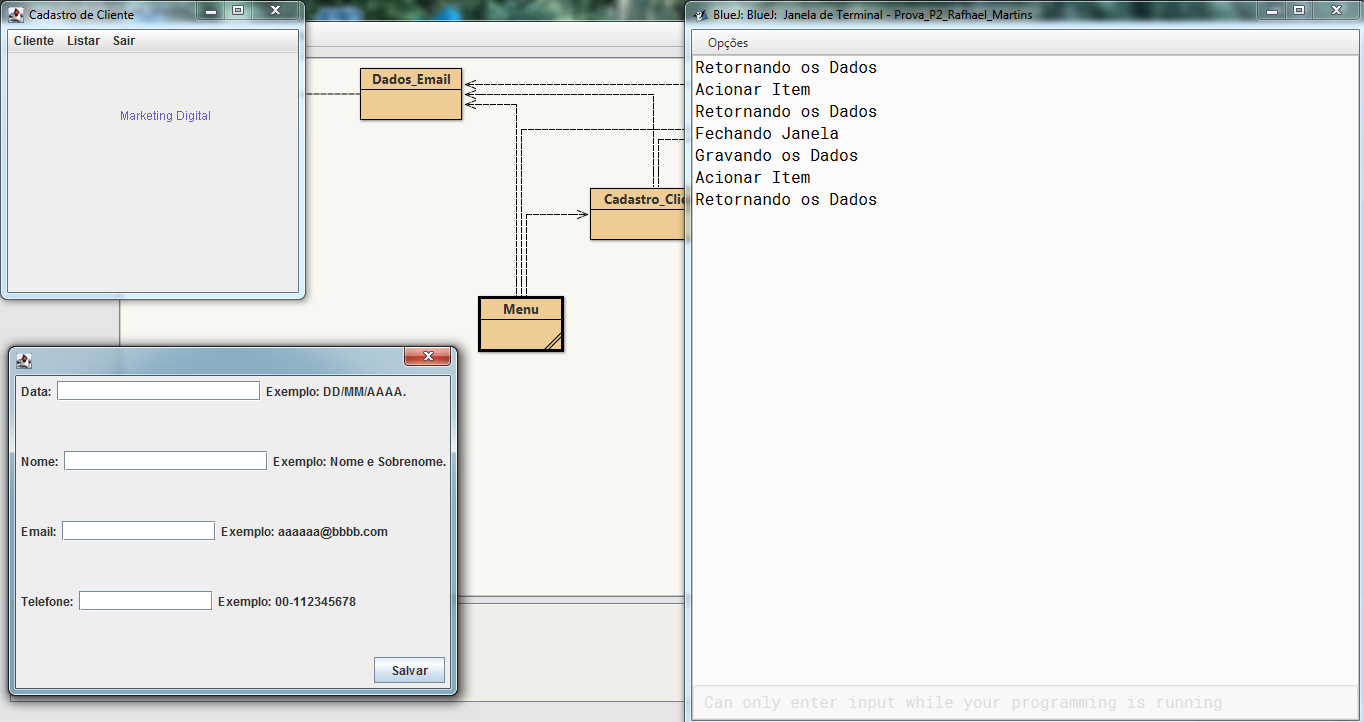 Cadastro de Cliente
Cliente Listar Sair
Marketing Digital
Dados_Email
Cadastro_Clie
Menu
Data: Exemplo: DD/MM/AAAA.
Nome: Exemplo: Nome e Sobrenome.
Email: Exemplo: aaaaaa@bbbb.com
Telefone: Exemplo: 00-112345678
Salvar
BlueJ: BlueJ: Janela de Terminal - Prova_P2_Rafhael_Martins
Opções
Retornando os Dados
Acionar Item
Retornando os Dados
Fechando Janela
Gravando os Dados
Acionar Item
Retornando os Dados
Can only enter input while your programming is running